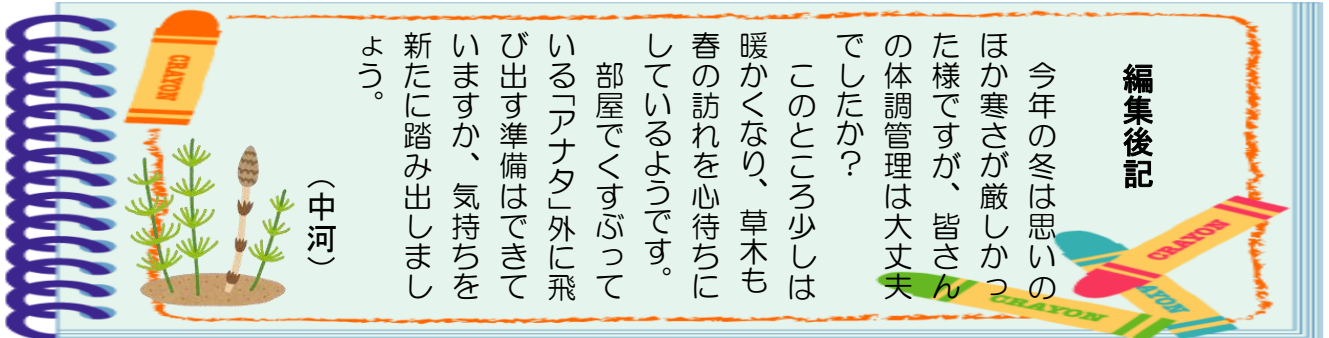 編集後記
今年の冬は思いの
ほか寒さが厳しかっ
た様ですが、皆さん
の体調管理は大丈夫
でしたか？
このところ少しは
暖かくなり、草木も
春の訪れを心待ちに
しているようです。
部屋でくすぶって
いる「アナタ」外に飛
び出す準備はできて
いますか、気持ちを
新たに踏み出しまし
ょう。
（中河）
CRAYON
CRAYON
AYON
CRAYON